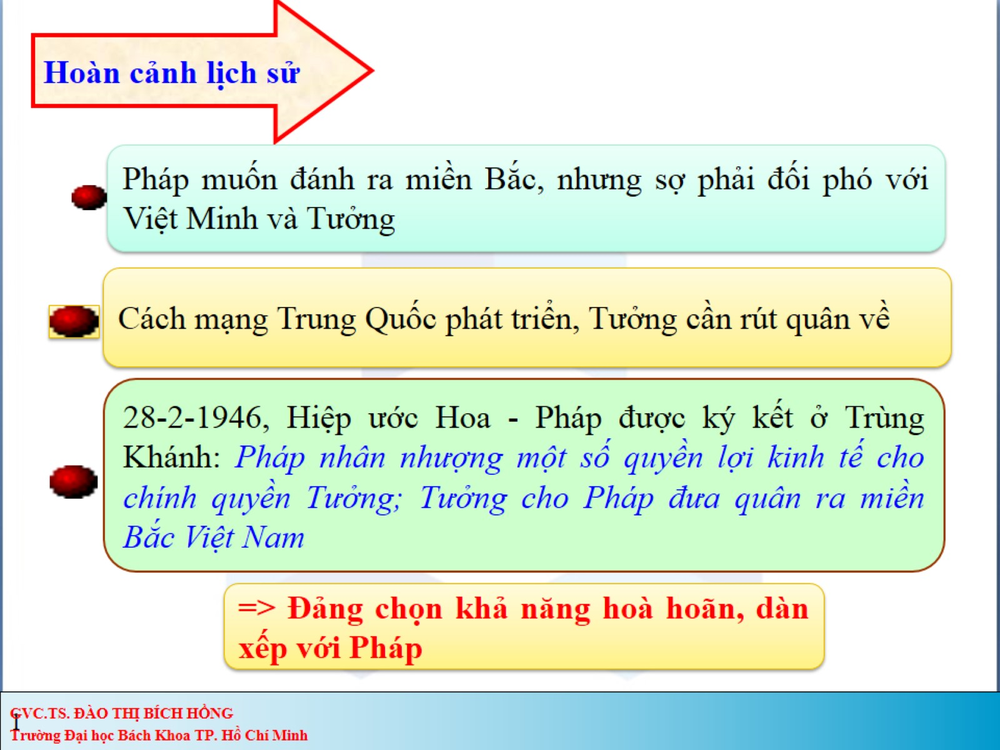 Hoàn cảnh lịch sử
Pháp muốn đánh ra miền Bắc, nhưng sợ phải đối phó với
Việt Minh và Tưởng
Cách mạng Trung Quốc phát triển, Tưởng cần rút quân về
28-2-1946, Hiệp ước Hoa - Pháp được ký kết ở Trùng
Khánh: Pháp nhân nhượng một số quyền lợi kinh tế cho
chính quyền Tưởng; Tưởng cho Pháp đưa quân ra miền
Bắc Việt Nam
=> Đảng chọn khả năng hoà hoãn, dàn
xếp với Pháp
GVC.TS. ĐÀO THỊ BÍCH HỒNG
1
Trường Đại học Bách Khoa TP. Hồ Chí Minh